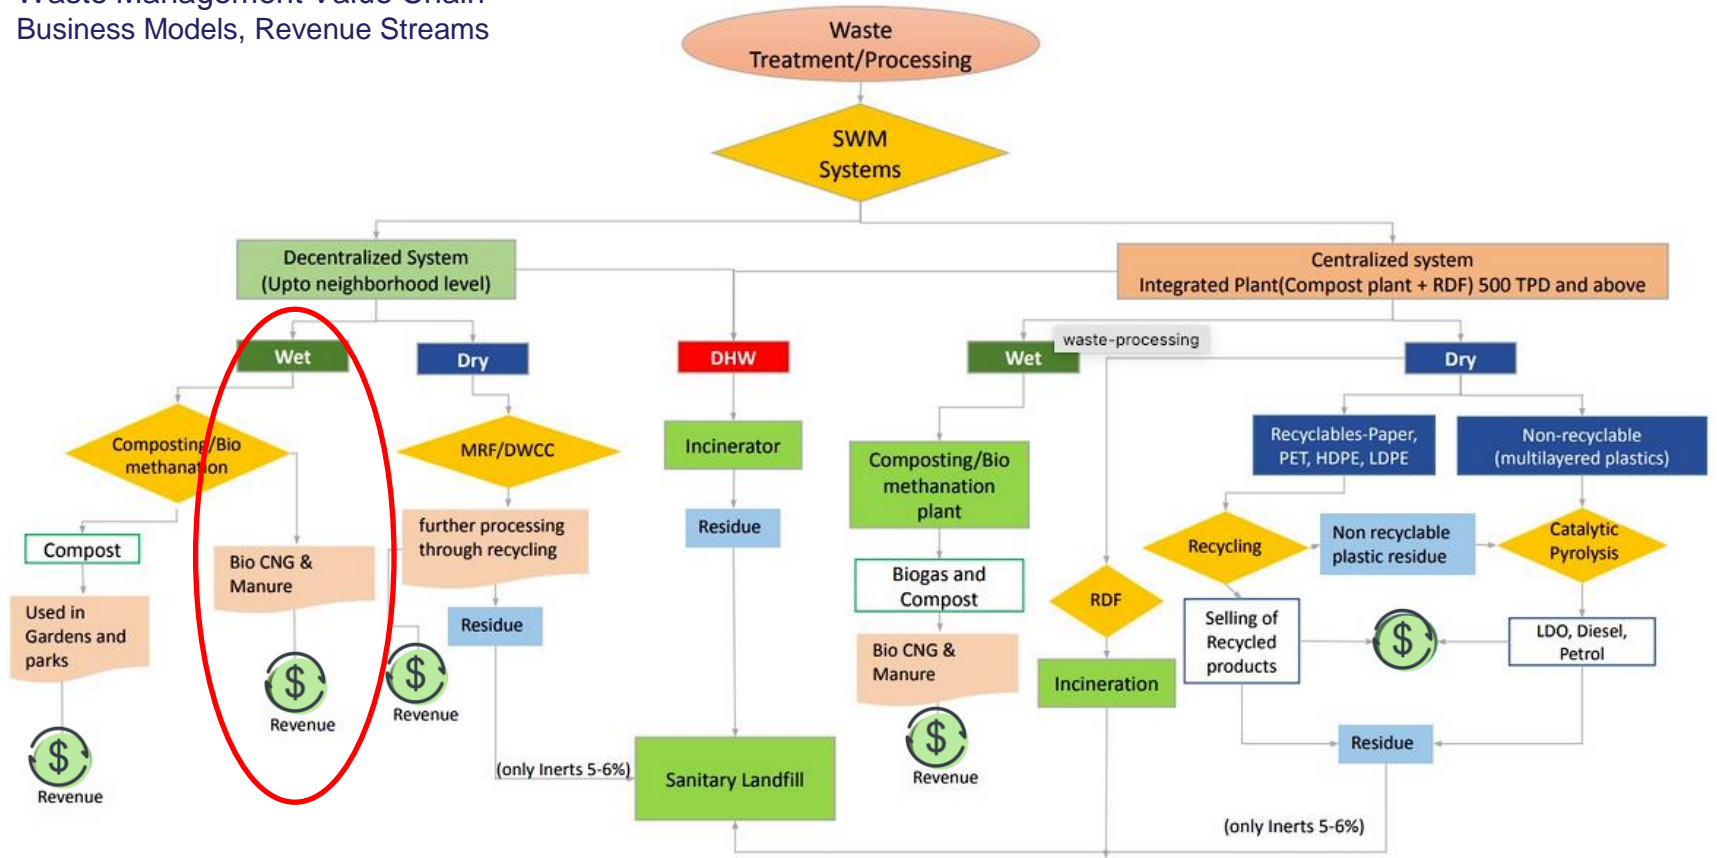 Waste Management Value Chain
Business Models, Revenue Streams
Waste
Treatment/Processing
SWM
Systems
Decentralized System
(Upto neighborhood level)
Centralized system
Integrated Plant(Compost plant + RDF) 500 TPD and above
Wet
Dry
DHW
Wet
waste-processing
Dry
Composting/Bio
methanation
MRF/DWCC
Incinerator
Composting/Bio
methanation
plant
Recyclables-Paper,
PET, HDPE, LDPE
Non-recyclable
(multilayered plastics)
Compost
Bio CNG &
Manure
further processing
through recycling
Residue
Recycling
Non recyclable
plastic residue
Catalytic
Pyrolysis
Used in
Gardens and
parks
Residue
Biogas and
Compost
RDF
Selling of
Recycled
products
$
LDO, Diesel,
Petrol
$
Revenue
$
Revenue
Bio CNG &
Manure
Incineration
$
Revenue
$
Revenue
Residue
(only Inerts 5-6%)
Sanitary Landfill
(only Inerts 5-6%)